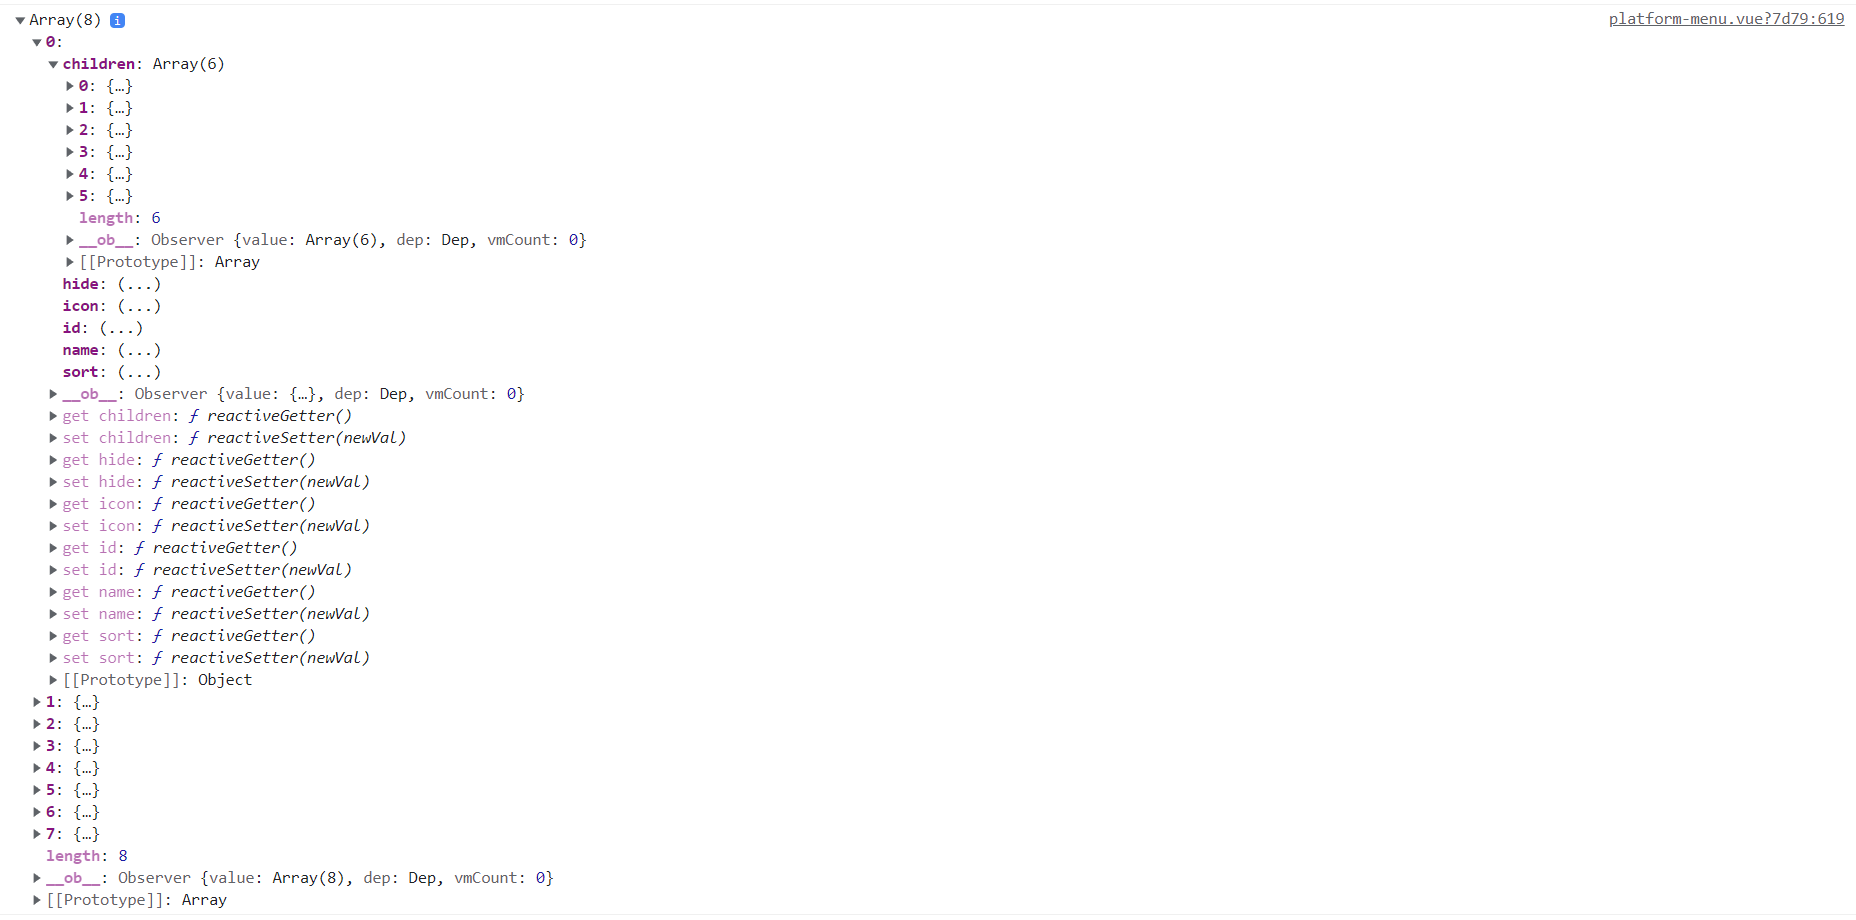 ▼Array(8) i platform-menu.vue?7d79:619
▼0:
▼children: Array(6)
▶0: {…}
▶1: {…}
▶2: {…}
▶3: {…}
▶4: {…}
▶5: {…}
length: 6
▶__ob__: Observer {value: Array(6), dep: Dep, vmCount: 0}
▶[[Prototype]]: Array
hide: (...)
icon: (...)
id: (...)
name: (...)
sort: (...)
▶__ob__: Observer {value: {…}, dep: Dep, vmCount: 0}
▶get children: ƒ reactiveGetter()
▶set children: ƒ reactiveSetter(newVal)
▶get hide: ƒ reactiveGetter()
▶set hide: ƒ reactiveSetter(newVal)
▶get icon: ƒ reactiveGetter()
▶set icon: ƒ reactiveSetter(newVal)
▶get id: ƒ reactiveGetter()
▶set id: ƒ reactiveSetter(newVal)
▶get name: ƒ reactiveGetter()
▶set name: ƒ reactiveSetter(newVal)
▶get sort: ƒ reactiveGetter()
▶set sort: ƒ reactiveSetter(newVal)
▶[[Prototype]]: Object
▶1: {…}
▶2: {…}
▶3: {…}
▶4: {…}
▶5: {…}
▶6: {…}
▶7: {…}
length: 8
▶__ob__: Observer {value: Array(8), dep: Dep, vmCount: 0}
▶[[Prototype]]: Array